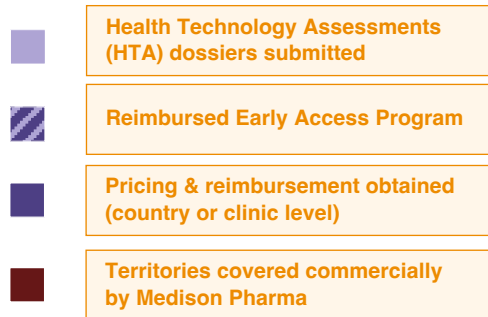 Health Technology Assessments
(HTA) dossiers submitted
Reimbursed Early Access Program
Pricing & reimbursement obtained
(country or clinic level)
Territories covered commercially
by Medison Pharma